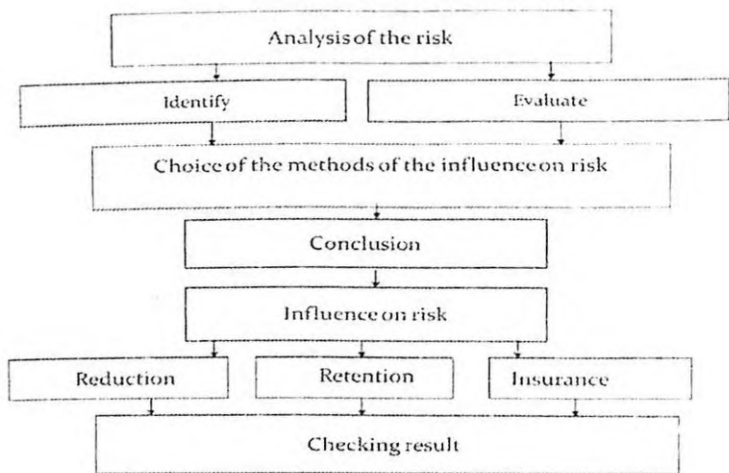 Analysis of the risk
Identify
Evaluate
Choice of the methods of the influence on risk
Conclusion
Influence on risk
Reduction
Retention
Insurance
Checking result